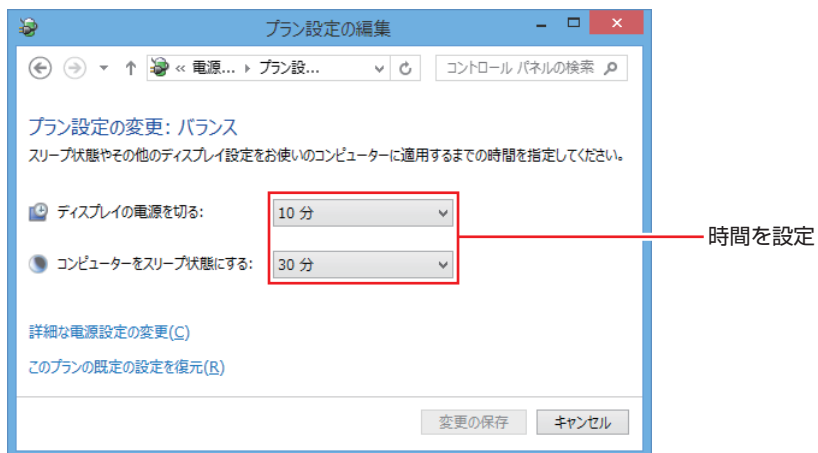 プラン設定の編集
« 電源... › プラン設...
コントロール パネルの検索
プラン設定の変更: バランス
スリープ状態やその他のディスプレイ設定をお使いのコンピューターに適用するまでの時間を指定してください。
ディスプレイの電源を切る: 10 分
時間を設定
コンピューターをスリープ状態にする: 30 分
詳細な電源設定の変更(C)
このプランの既定の設定を復元(R)
変更の保存 キャンセル